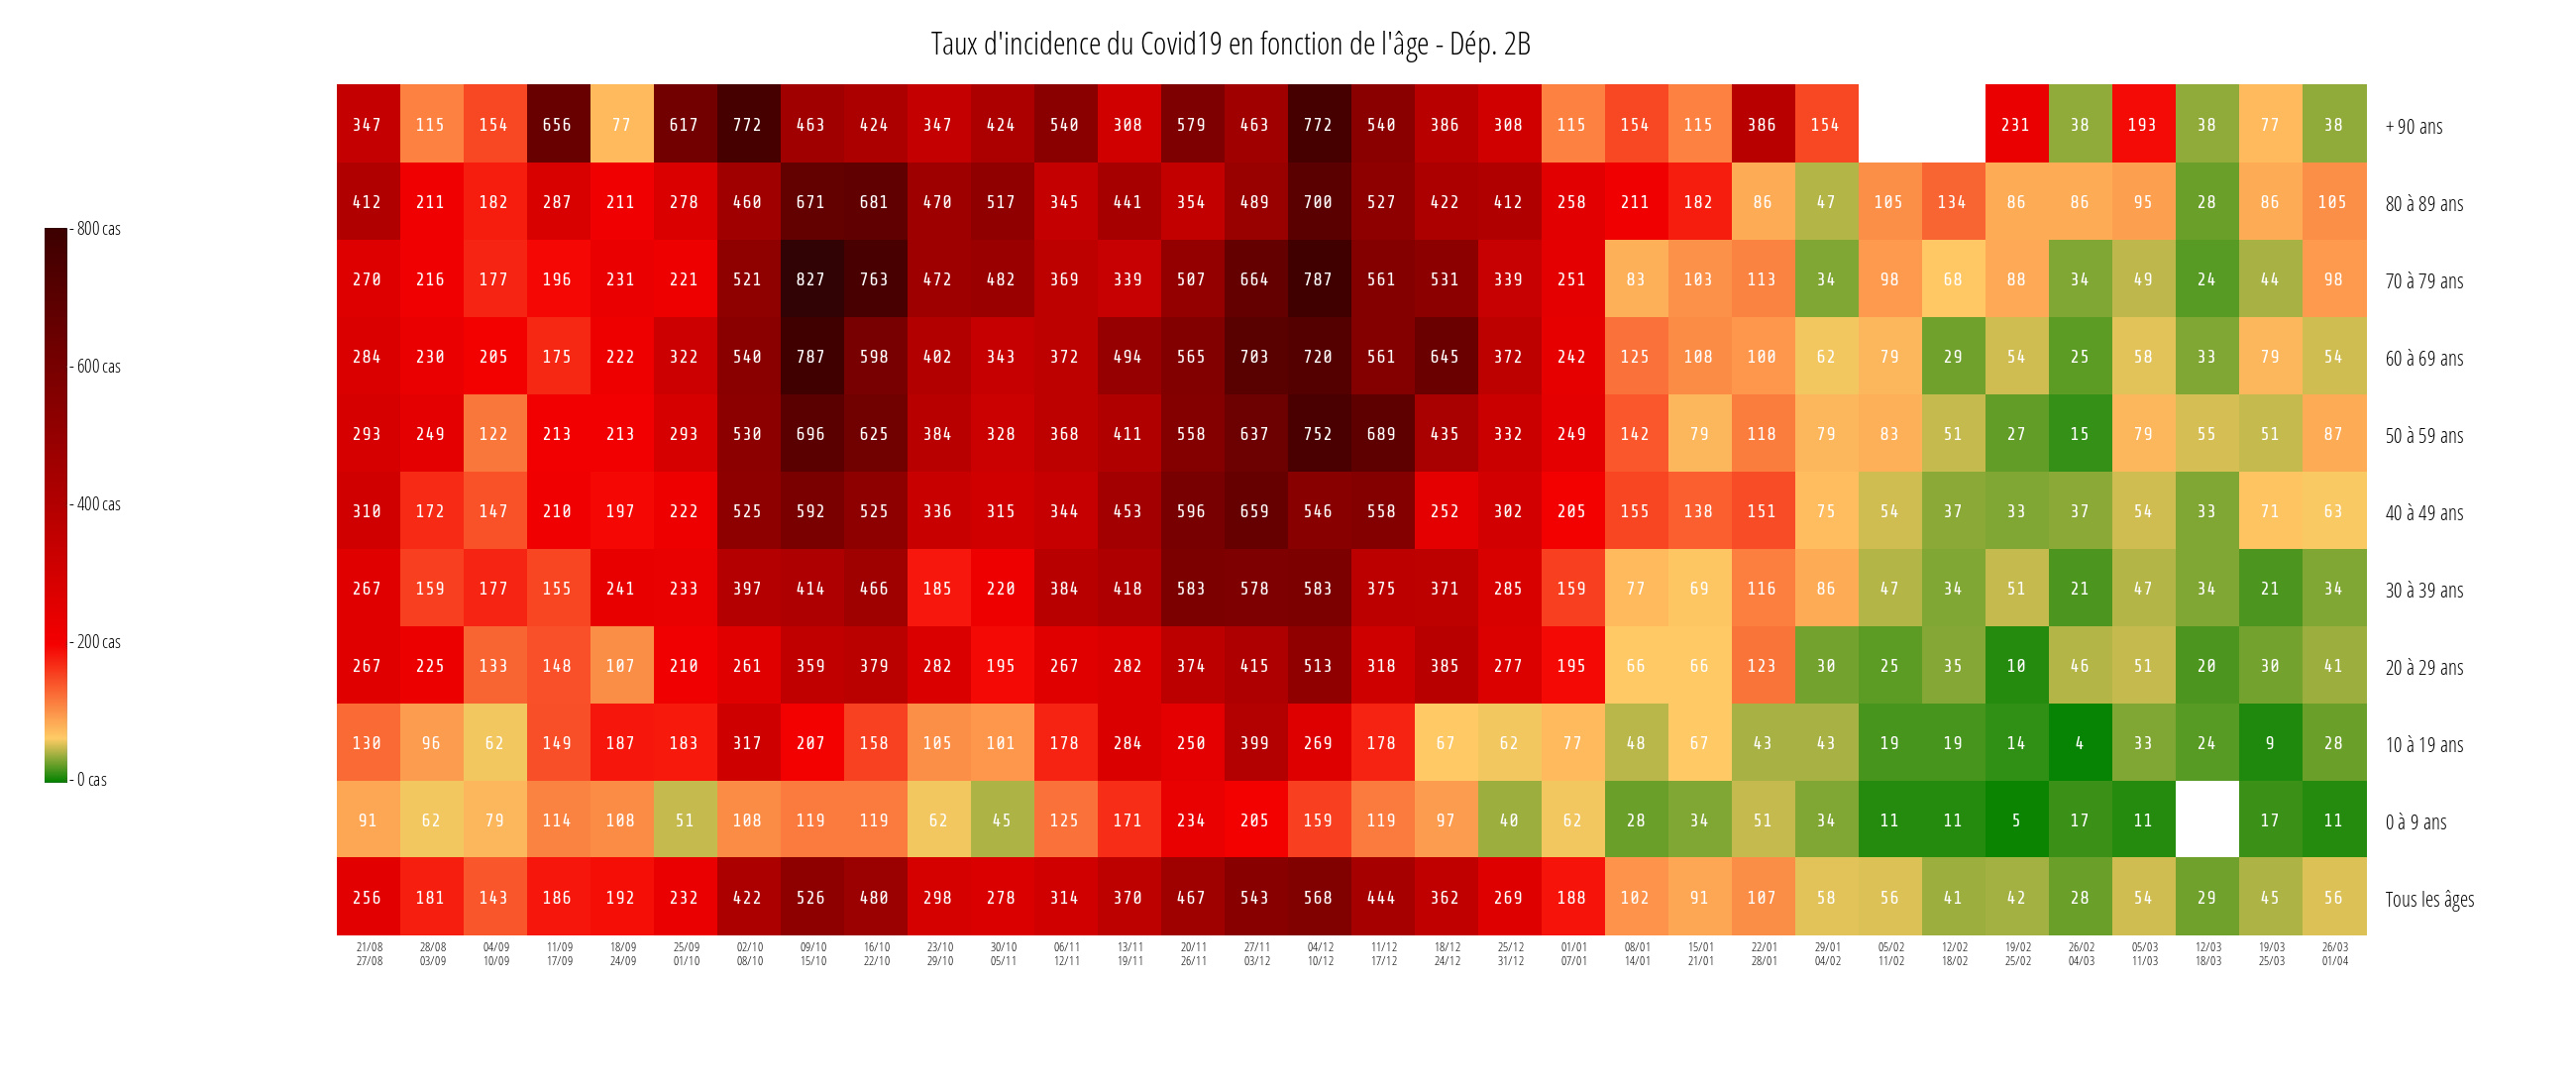 Taux d'incidence du Covid19 en fonction de l'âge - Dép. 2B
- 800 cas
- 600 cas
- 400 cas
- 200 cas
- 0 cas
347 115 154 656 77 617 772 463 424 347 424 540 308 579 463 772 540 386 308 115 154 115 386 154 231 38 193 38 77 38 + 90 ans
412 211 182 287 211 278 460 671 681 470 517 345 441 354 489 700 527 422 412 258 211 182 86 47 105 134 86 86 95 28 86 105 80 à 89 ans
270 216 177 196 231 221 521 827 763 472 482 369 339 507 664 787 561 531 339 251 83 103 113 34 98 68 88 34 49 24 44 98 70 à 79 ans
284 230 205 175 222 322 540 787 598 402 343 372 494 565 703 720 561 645 372 242 125 108 100 62 79 29 54 25 58 33 79 54 60 à 69 ans
293 249 122 213 213 293 530 696 625 384 328 368 411 558 637 752 689 435 332 249 142 79 118 79 83 51 27 15 79 55 51 87 50 à 59 ans
310 172 147 210 197 222 525 592 525 336 315 344 453 596 659 546 558 252 302 205 155 138 151 75 54 37 33 37 54 33 71 63 40 à 49 ans
267 159 177 155 241 233 397 414 466 185 220 384 418 583 578 583 375 371 285 159 77 69 116 86 47 34 51 21 47 34 21 34 30 à 39 ans
267 225 133 148 107 210 261 359 379 282 195 267 282 374 415 513 318 385 277 195 66 66 123 30 25 35 10 46 51 20 30 41 20 à 29 ans
130 96 62 149 187 183 317 207 158 105 101 178 284 250 399 269 178 67 62 77 48 67 43 43 19 19 14 4 33 24 9 28 10 à 19 ans
91 62 79 114 108 51 108 119 119 62 45 125 171 234 205 159 119 97 40 62 28 34 51 34 11 11 5 17 11 17 11 0 à 9 ans
256 181 143 186 192 232 422 526 480 298 278 314 370 467 543 568 444 362 269 188 102 91 107 58 56 41 42 28 54 29 45 56 Tous les âges
21/08 28/08 04/09 11/09 18/09 25/09 02/10 09/10 16/10 23/10 30/10 06/11 13/11 20/11 27/11 04/12 11/12 18/12 25/12 01/01 08/01 15/01 22/01 29/01 05/02 12/02 19/02 26/02 05/03 12/03 19/03 26/03
27/08 03/09 10/09 17/09 24/09 01/10 08/10 15/10 22/10 29/10 05/11 12/11 19/11 26/11 03/12 10/12 17/12 24/12 31/12 07/01 14/01 21/01 28/01 04/02 11/02 18/02 25/02 04/03 11/03 18/03 25/03 01/04